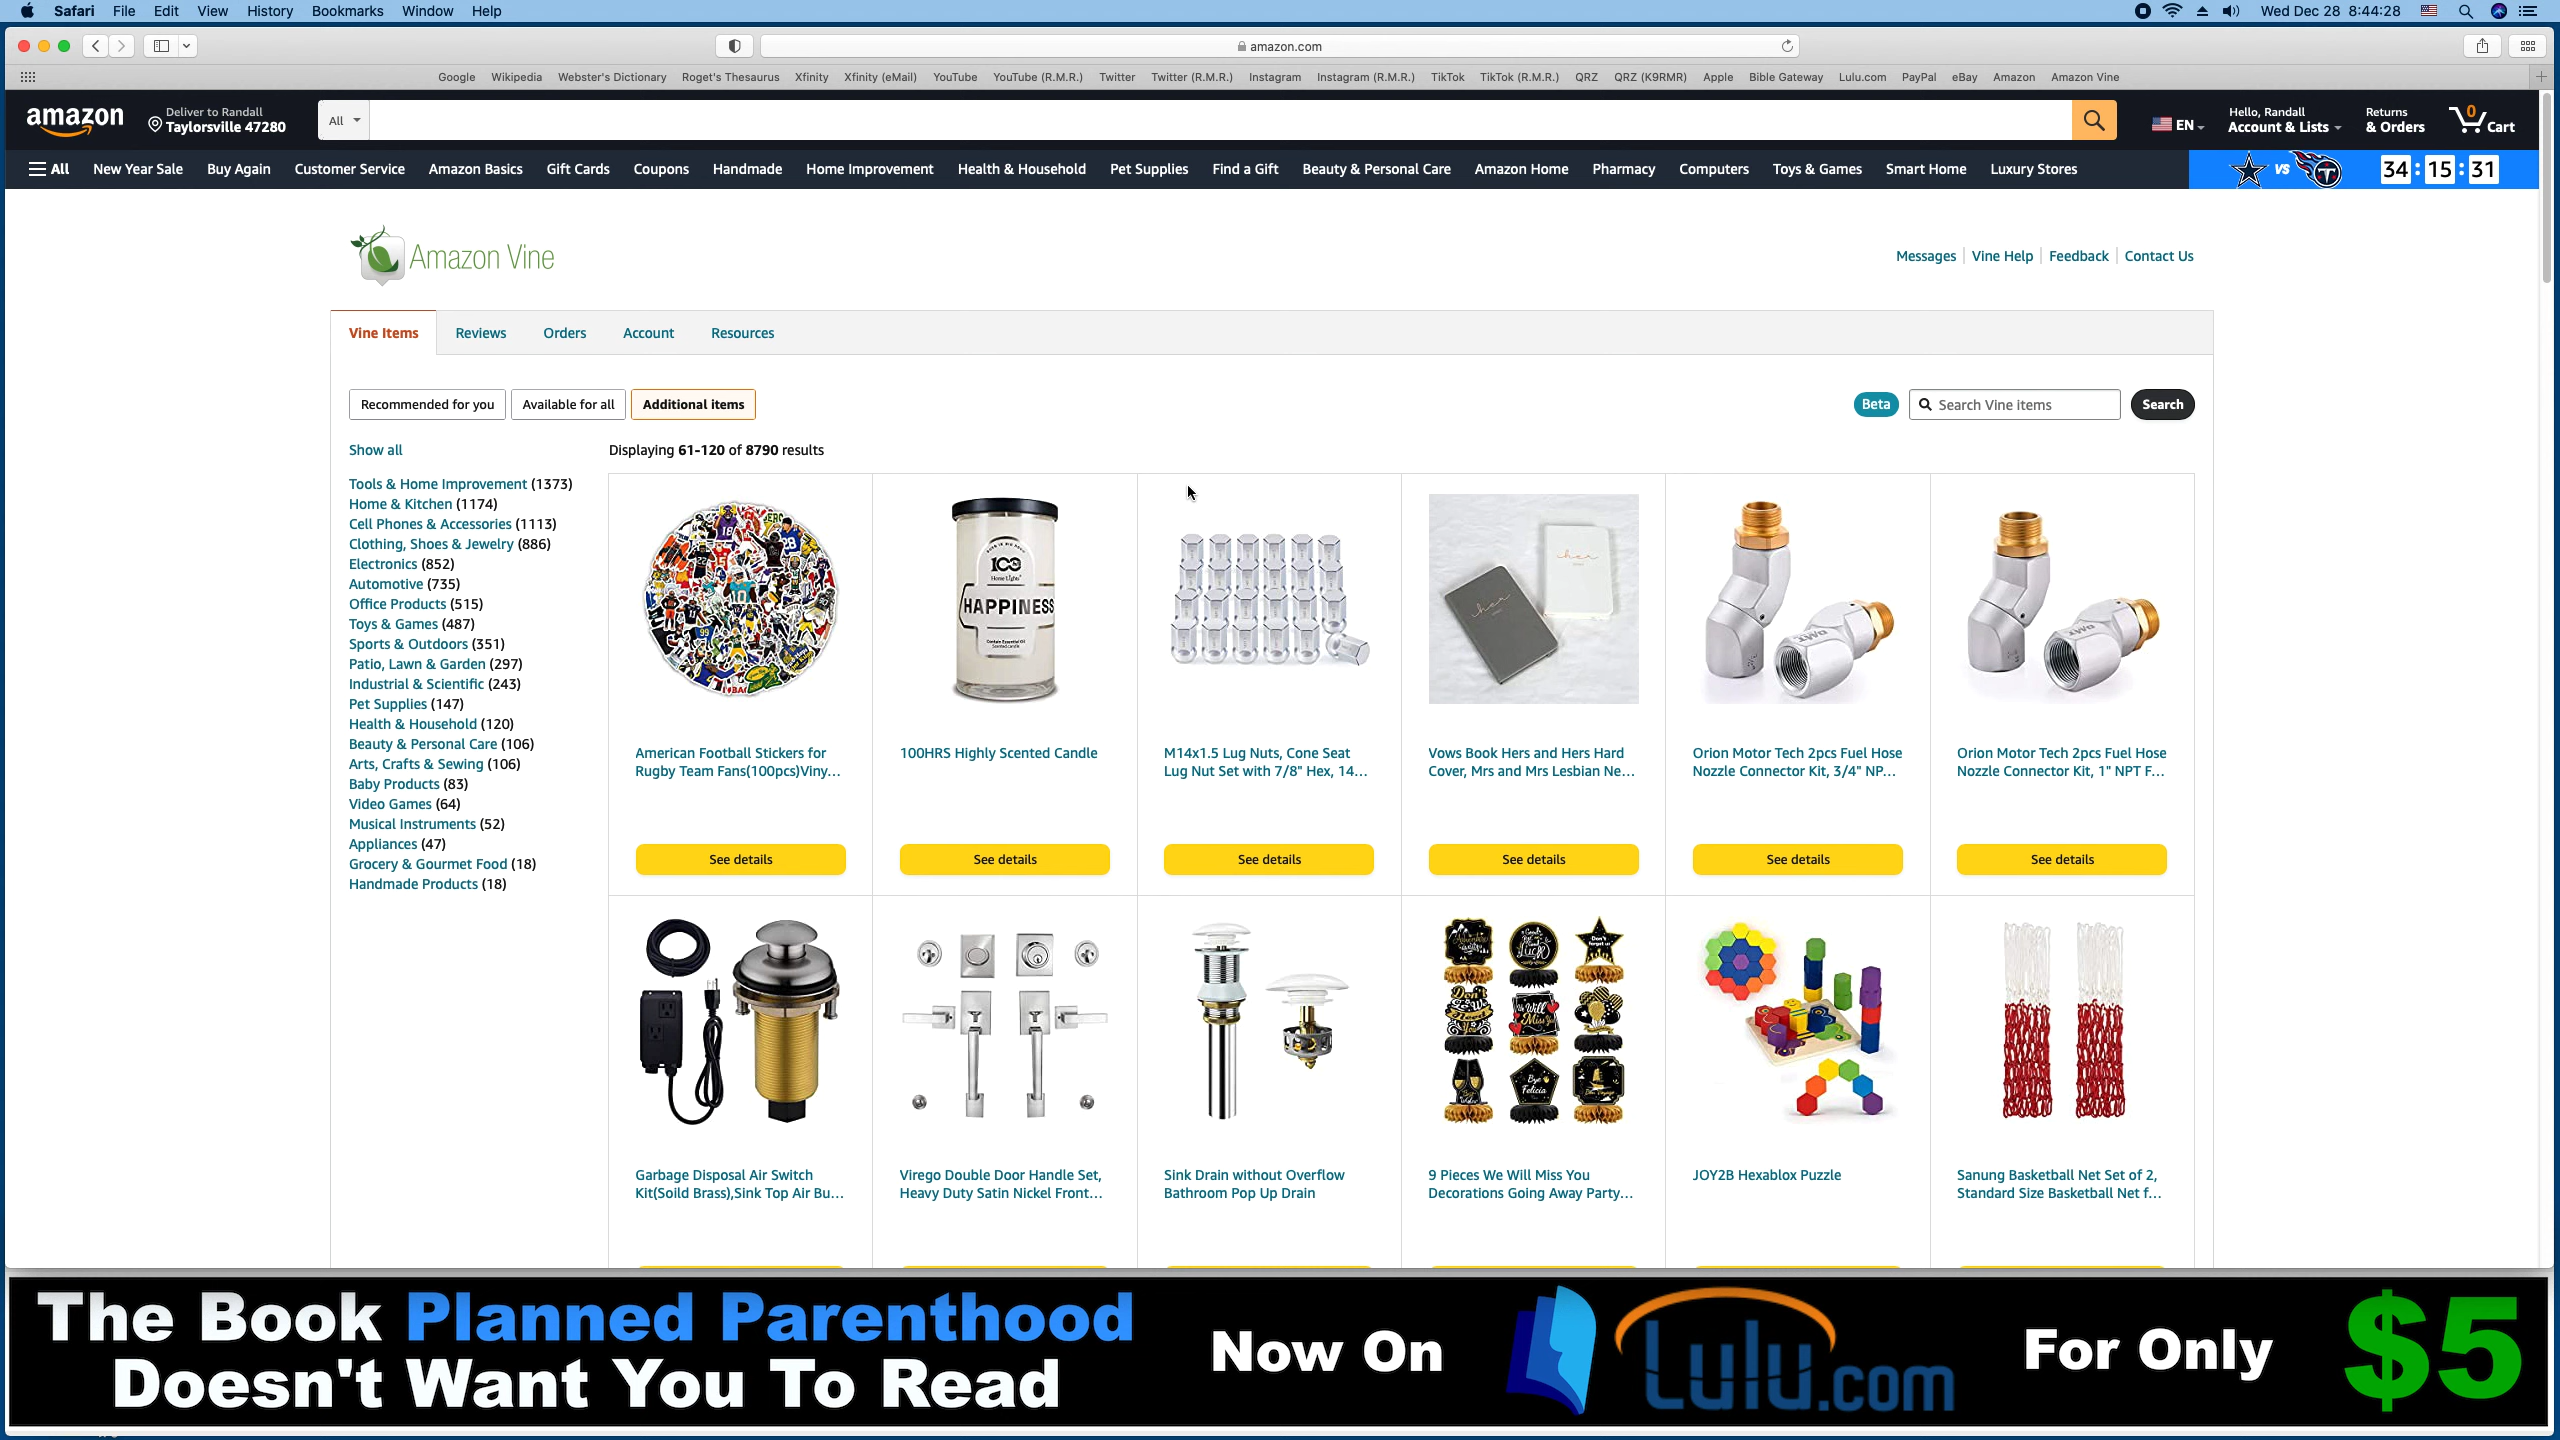 Safari File Edit View History Bookmarks Window Help
Wed Dec 28 8:44:28
amazon.com
Google Wikipedia Webster's Dictionary Roget's Thesaurus Xfinity Xfinity (eMail) YouTube YouTube (R.M.R.) Twitter Twitter (R.M.R.) Instagram Instagram (R.M.R.) TikTok TikTok (R.M.R.) QRZ QRZ (K9RMR) Apple Bible Gateway Lulu.com PayPal eBay Amazon Amazon Vine
amazon
Deliver to Randall
Taylorsville 47280
All
EN
Hello, Randall
Account & Lists
Returns
& Orders
0
Cart
All New Year Sale Buy Again Customer Service Amazon Basics Gift Cards Coupons Handmade Home Improvement Health & Household Pet Supplies Find a Gift Beauty & Personal Care Amazon Home Pharmacy Computers Toys & Games Smart Home Luxury Stores
VS
34:15:31
Amazon Vine
Messages Vine Help Feedback Contact Us
Vine Items Reviews Orders Account Resources
Recommended for you Available for all Additional items
Beta Search Vine items Search
Show all
Displaying 61-120 of 8790 results
Tools & Home Improvement (1373)
Home & Kitchen (1174)
Cell Phones & Accessories (1113)
Clothing, Shoes & Jewelry (886)
Electronics (852)
Automotive (735)
Office Products (515)
Toys & Games (487)
Sports & Outdoors (351)
Patio, Lawn & Garden (297)
Industrial & Scientific (243)
Pet Supplies (147)
Health & Household (120)
Beauty & Personal Care (106)
Arts, Crafts & Sewing (106)
Baby Products (83)
Video Games (64)
Musical Instruments (52)
Appliances (47)
Grocery & Gourmet Food (18)
Handmade Products (18)
HAPPINESS
American Football Stickers for
Rugby Team Fans(100pcs)Viny...
See details
100HRS Highly Scented Candle
See details
M14x1.5 Lug Nuts, Cone Seat
Lug Nut Set with 7/8" Hex, 14...
See details
Vows Book Hers and Hers Hard
Cover, Mrs and Mrs Lesbian Ne...
See details
Orion Motor Tech 2pcs Fuel Hose
Nozzle Connector Kit, 3/4" NP...
See details
Orion Motor Tech 2pcs Fuel Hose
Nozzle Connector Kit, 1" NPT F...
See details
Garbage Disposal Air Switch
Kit(Soild Brass),Sink Top Air Bu...
Virego Double Door Handle Set,
Heavy Duty Satin Nickel Front...
Sink Drain without Overflow
Bathroom Pop Up Drain
9 Pieces We Will Miss You
Decorations Going Away Party...
JOY2B Hexablox Puzzle
Sanung Basketball Net Set of 2,
Standard Size Basketball Net f...
The Book Planned Parenthood
Doesn't Want You To Read
Now On
Lulu.com
For Only
$5